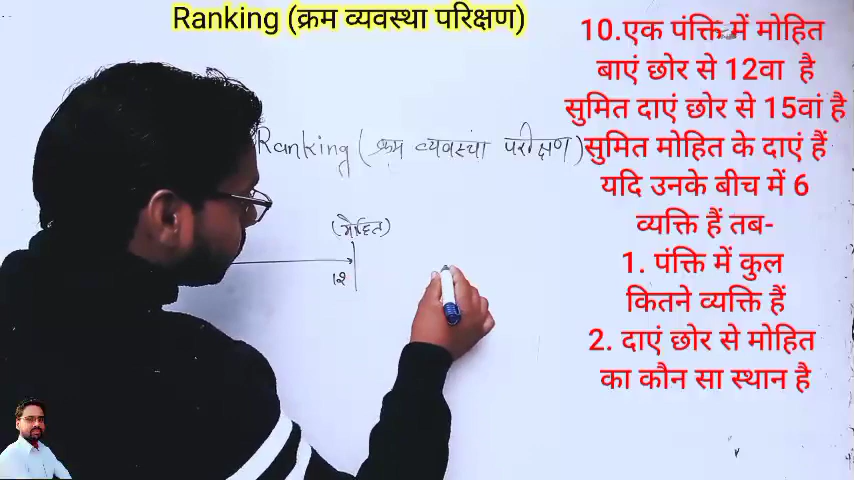 Ranking (क्रम व्यवस्था परिक्षण)
10.एक पंक्ति में मोहित
बाएं छोर से 12वा है
सुमित दाएं छोर से 15वां है
सुमित मोहित के दाएं हैं
यदि उनके बीच में 6
व्यक्ति हैं तब-
1. पंक्ति में कुल
कितने व्यक्ति हैं
2. दाएं छोर से मोहित
का कौन सा स्थान है
Ranking (क्रम व्यवस्था परीक्षण)
(मोहित)
१२